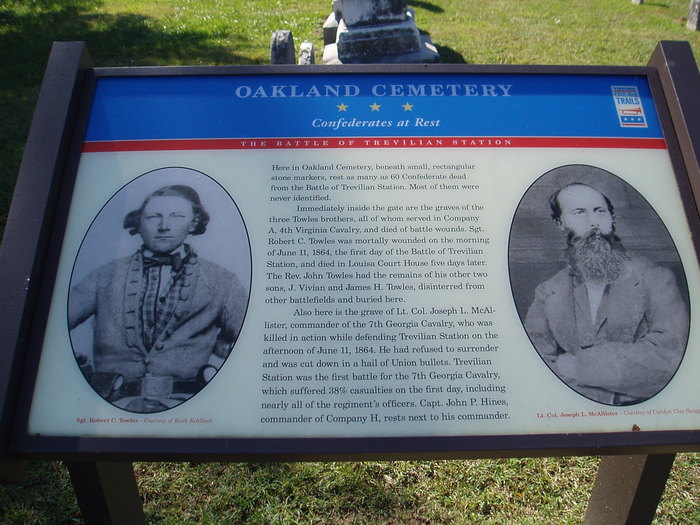 OAKLAND CEMETERY
Confederates at Rest
TRAILS
THE BATTLE OF TREVILIAN STATION
Here in Oakland Cemetery, beneath small, rectangular
stone markers, rest as many as 60 Confederate dead
from the Battle of Trevilian Station. Most of them were
never identified.
Immediately inside the gate are the graves of the
three Towles brothers, all of whom served in Company
A, 4th Virginia Cavalry, and died of battle wounds. Sgt.
Robert C. Towles was mortally wounded on the morning
of June 11, 1864, the first day of the Battle of Trevilian
Station, and died in Louisa Court House five days later.
The Rev. John Towles had the remains of his other two
sons, J. Vivian and James H. Towles, disinterred from
other battlefields and buried here.
Also here is the grave of Lt. Col. Joseph L. McAl-
lister, commander of the 7th Georgia Cavalry, who was
killed in action while defending Trevilian Station on the
afternoon of June 11, 1864. He had refused to surrender
and was cut down in a hail of Union bullets. Trevilian
Station was the first battle for the 7th Georgia Cavalry,
which suffered 38% casualties on the first day, including
nearly all of the regiment's officers. Capt. John P. Hines,
commander of Company H, rests next to his commander.
Sgt. Robert C. Towles – Courtesy of Keith Kehlbeck
Lt. Col. Joseph L. McAllister – Courtesy of Carolyn Clay